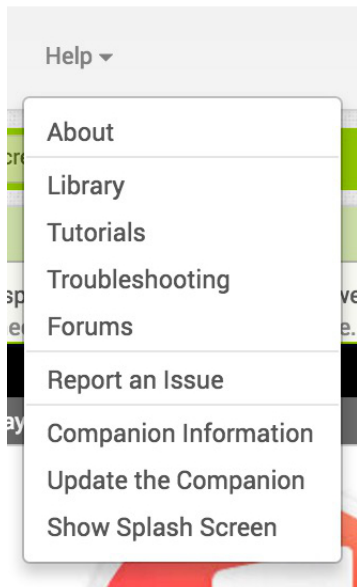 Help
About
Library
Tutorials
Troubleshooting
Forums
Report an Issue
Companion Information
Update the Companion
Show Splash Screen